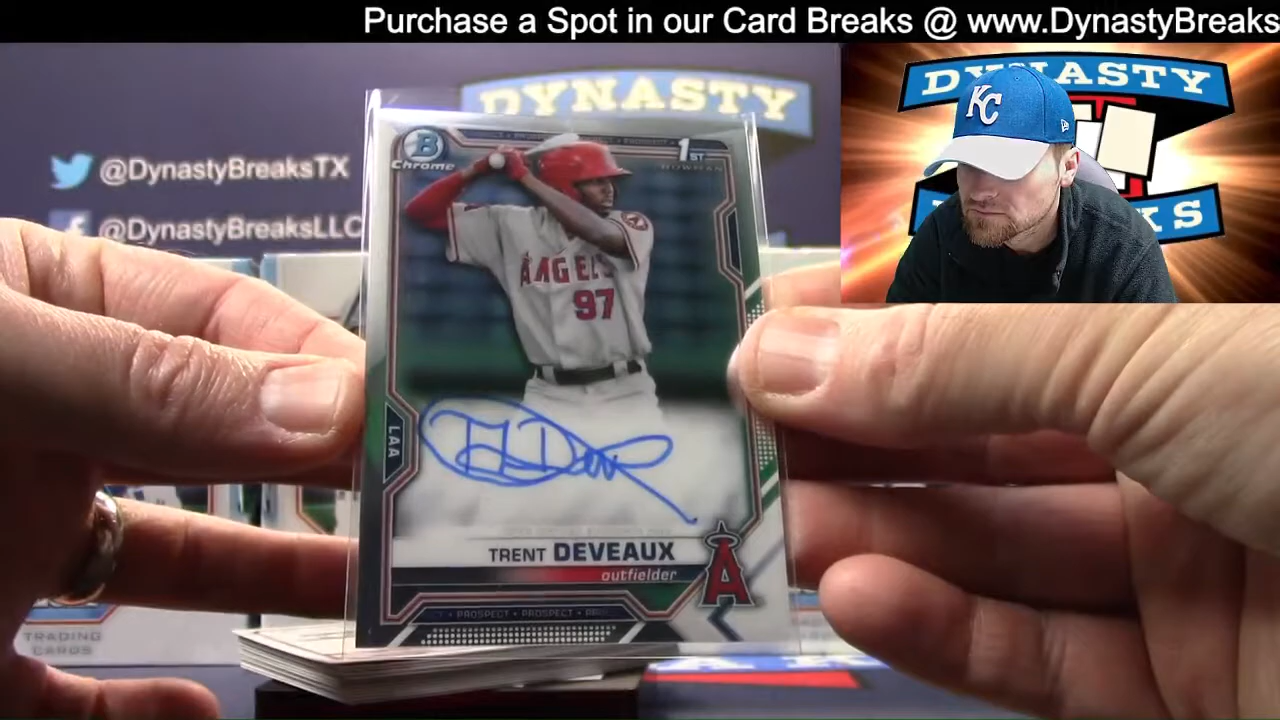 Purchase a Spot in our Card Breaks @ www.DynastyBreaks
DYNASTY
@DynastyBreaksTX
@DynastyBreaksLLC
DYNASTY
KC
B
Chrome
1ST
BOWMAN
ANGELS
97
LAA
TRENT DEVEAUX
outfielder
A
PROSPECT • PROSPECT
TRADING
CARDS